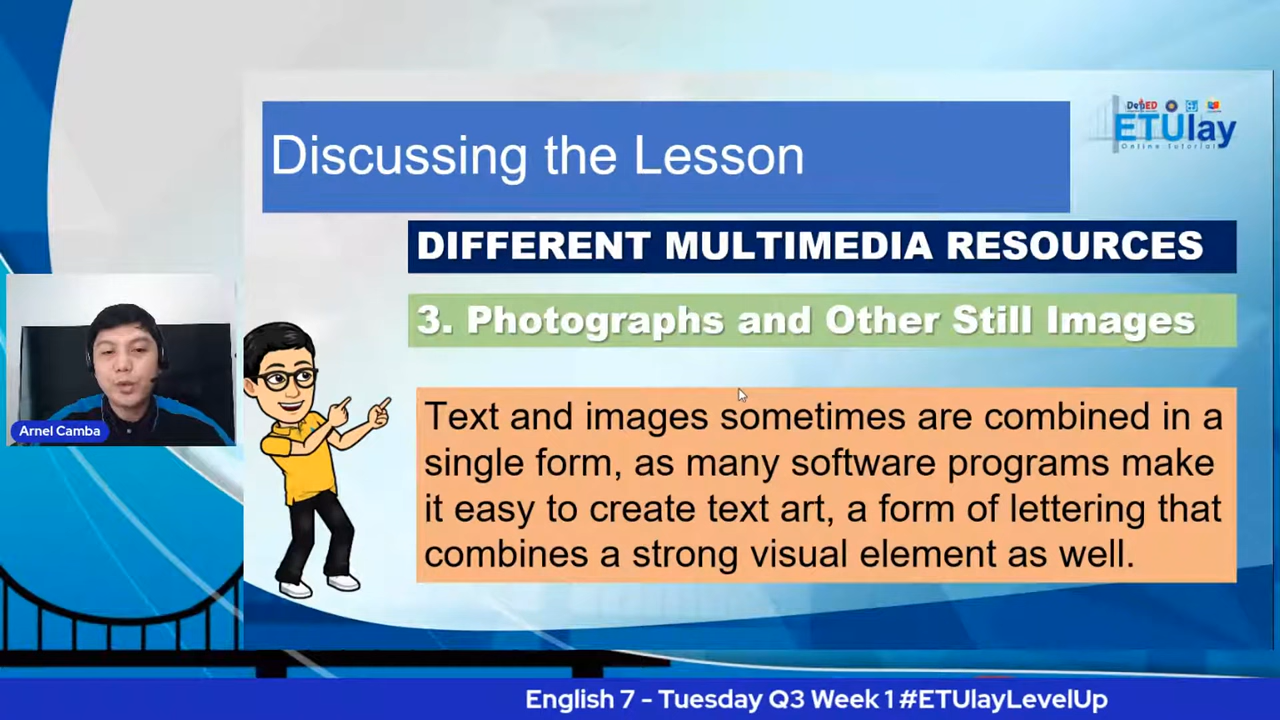 Discussing the Lesson
DepED
ETUlay
Online Tutorial
DIFFERENT MULTIMEDIA RESOURCES
3. Photographs and Other Still Images
Text and images sometimes are combined in a
single form, as many software programs make
it easy to create text art, a form of lettering that
combines a strong visual element as well.
Arnel Camba
English 7 - Tuesday Q3 Week 1 #ETUlayLevelUp